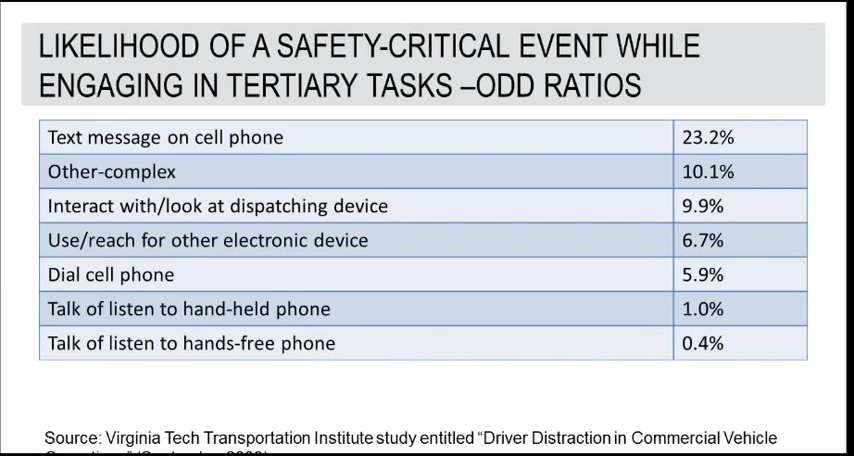 LIKELIHOOD OF A SAFETY-CRITICAL EVENT WHILE
ENGAGING IN TERTIARY TASKS –ODD RATIOS
Text message on cell phone 23.2%
Other-complex 10.1%
Interact with/look at dispatching device 9.9%
Use/reach for other electronic device 6.7%
Dial cell phone 5.9%
Talk of listen to hand-held phone 1.0%
Talk of listen to hands-free phone 0.4%
Source: Virginia Tech Transportation Institute study entitled “Driver Distraction in Commercial Vehicle